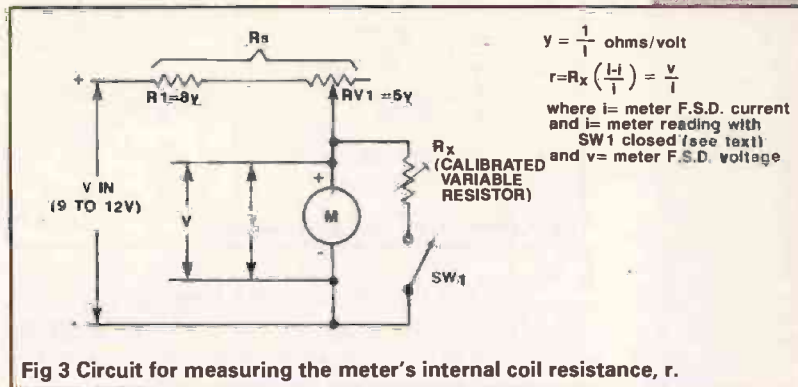 Rs
+
R1=8y
RV1 =5y
V IN
(9 TO 12V)
V
+
M
-
Rx
(CALIBRATED
VARIABLE
RESISTOR)
SW1
-
y = 1/I ohms/volt
r=Rx (I-i/i) = v/I
where i= meter F.S.D. current
and i= meter reading with
SW1 closed (see text)
and v= meter F.S.D. voltage
Fig 3 Circuit for measuring the meter's internal coil resistance, r.